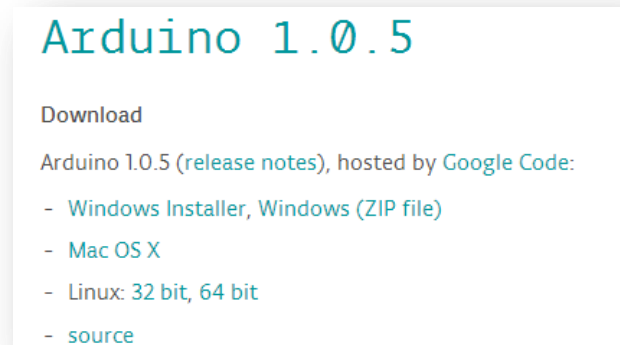 Arduino 1.0.5
Download
Arduino 1.0.5 (release notes), hosted by Google Code:
- Windows Installer, Windows (ZIP file)
- Mac OS X
- Linux: 32 bit, 64 bit
- source